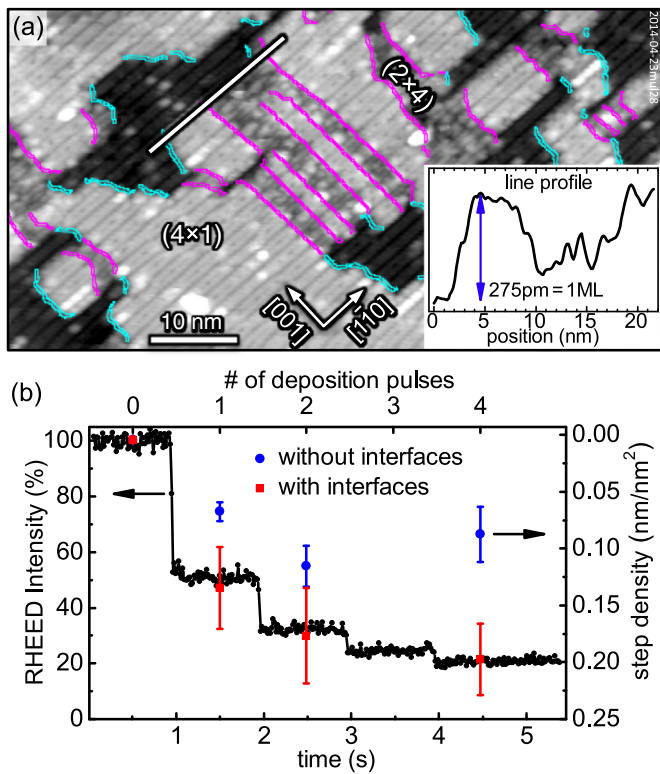 (a)
2014-04-23mul28
(2×4)
(4×1)
10 nm
[001]
[1̄10]
line profile
275pm = 1ML
0 5 10 15 20
position (nm)
(b)
# of deposition pulses
0 1 2 3 4
100
80
60
40
20
0
RHEED Intensity (%)
without interfaces
with interfaces
0.00
0.05
0.10
0.15
0.20
0.25
step density (nm/nm²)
1 2 3 4 5
time (s)